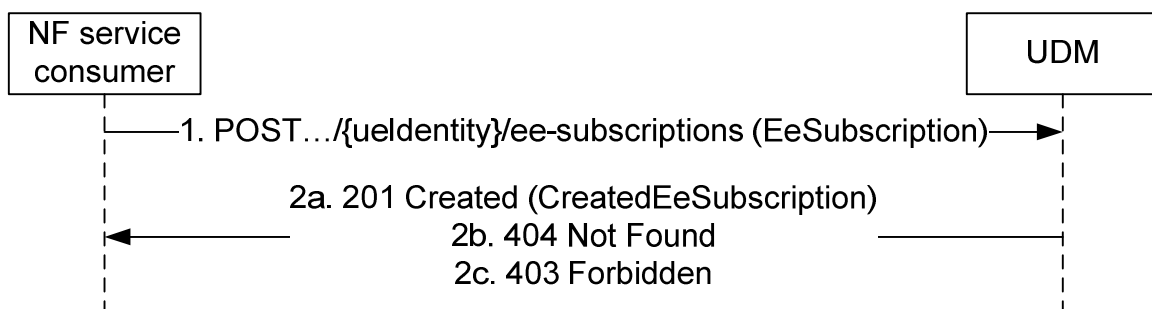 NF service
consumer
UDM
1. POST…/{ueIdentity}/ee-subscriptions (EeSubscription)
2a. 201 Created (CreatedEeSubscription)
2b. 404 Not Found
2c. 403 Forbidden